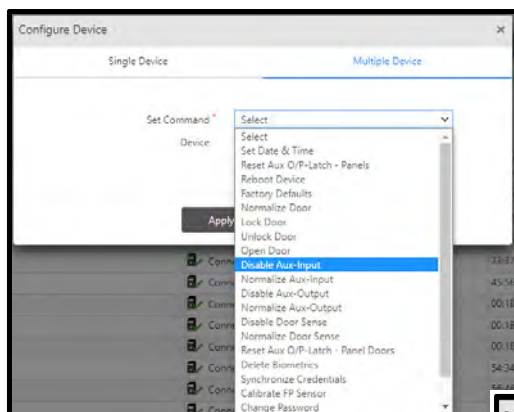 Configure Device ×
Single Device Multiple Device
Set Command * Select
Device
Select
Set Date & Time
Reset Aux O/P-Latch - Panels
Reboot Device
Factory Defaults
Normalize Door
Lock Door
Unlock Door
Open Door
Disable Aux-Input
Normalize Aux-Input
Disable Aux-Output
Normalize Aux-Output
Disable Door Sense
Normalize Door Sense
Reset Aux O/P-Latch - Panel Doors
Delete Biometrics
Synchronize Credentials
Calibrate FP Sensor
Change Password
Apply